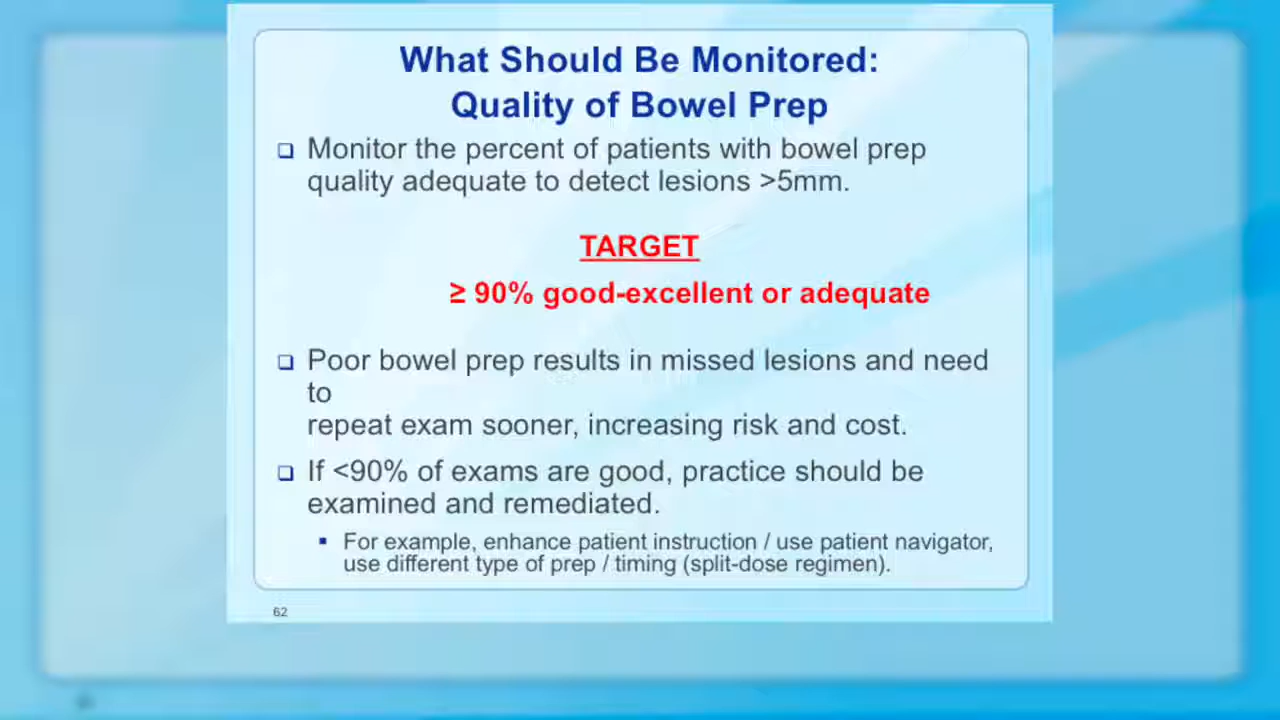 What Should Be Monitored:
Quality of Bowel Prep
❑ Monitor the percent of patients with bowel prep
quality adequate to detect lesions >5mm.
TARGET
≥ 90% good-excellent or adequate
❑ Poor bowel prep results in missed lesions and need
to
repeat exam sooner, increasing risk and cost.
❑ If <90% of exams are good, practice should be
examined and remediated.
▪ For example, enhance patient instruction / use patient navigator,
use different type of prep / timing (split-dose regimen).
62